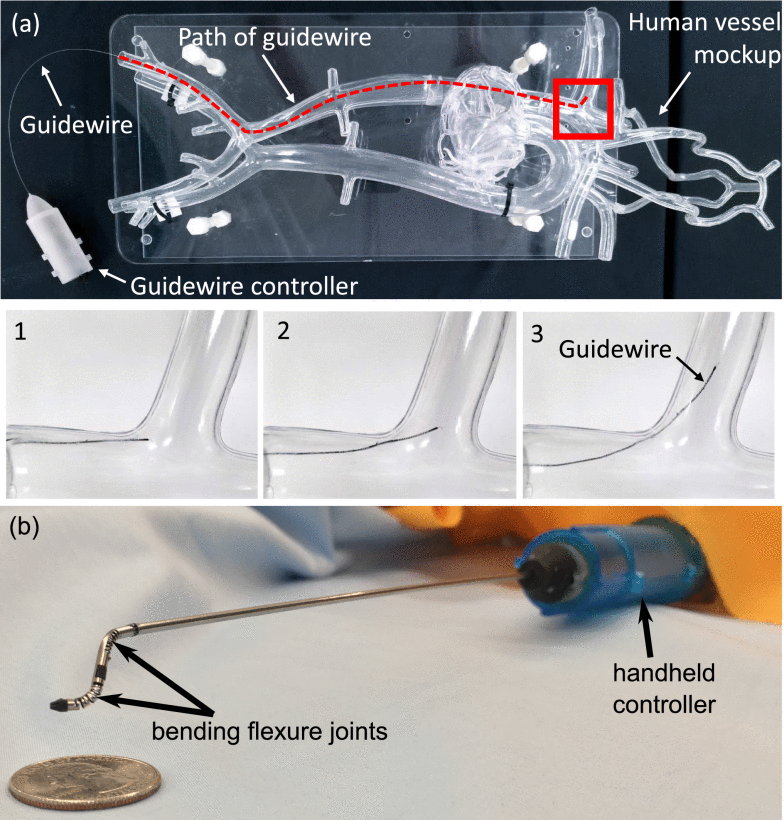 (a)
Path of guidewire
Human vessel
mockup
Guidewire
Guidewire controller
1
2
3
Guidewire
(b)
handheld
controller
bending flexure joints